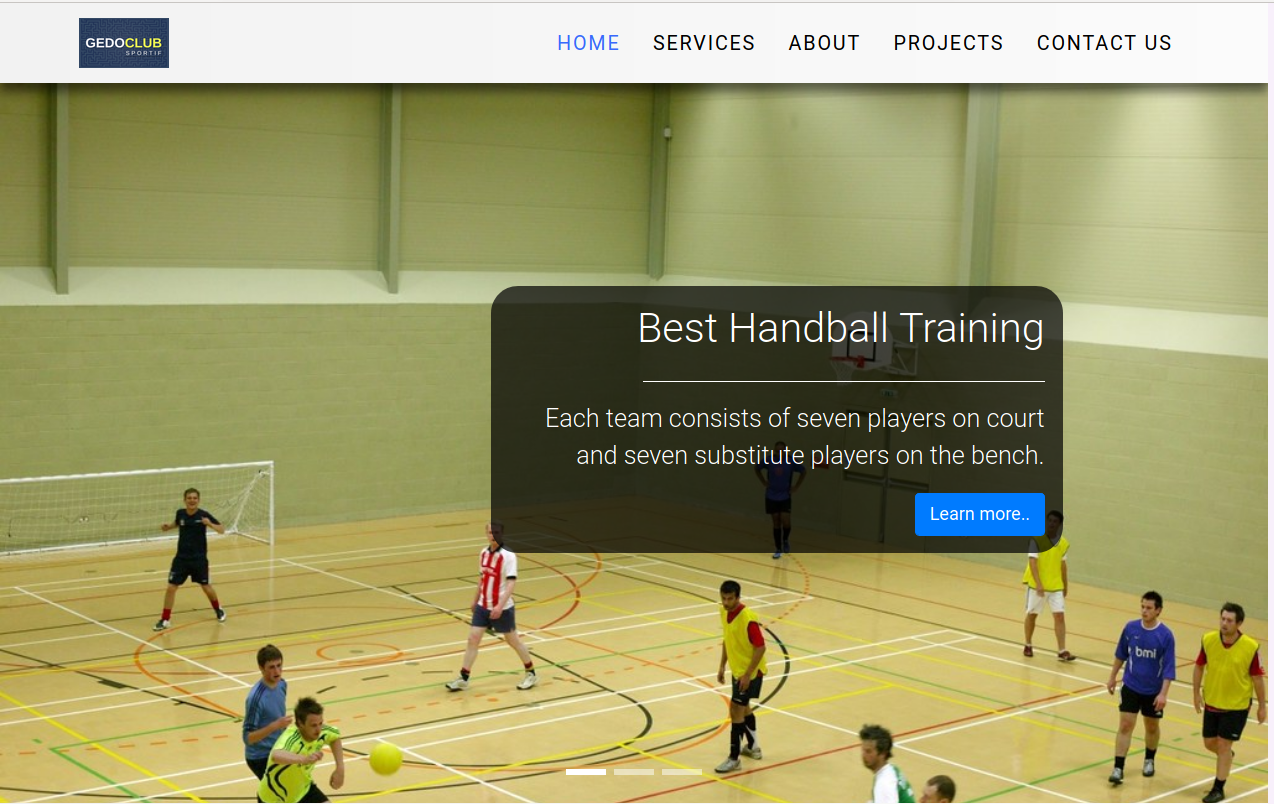 GEDOCLUB
SPORTIF
HOME SERVICES ABOUT PROJECTS CONTACT US
Best Handball Training
Each team consists of seven players on court
and seven substitute players on the bench.
Learn more..
bmi